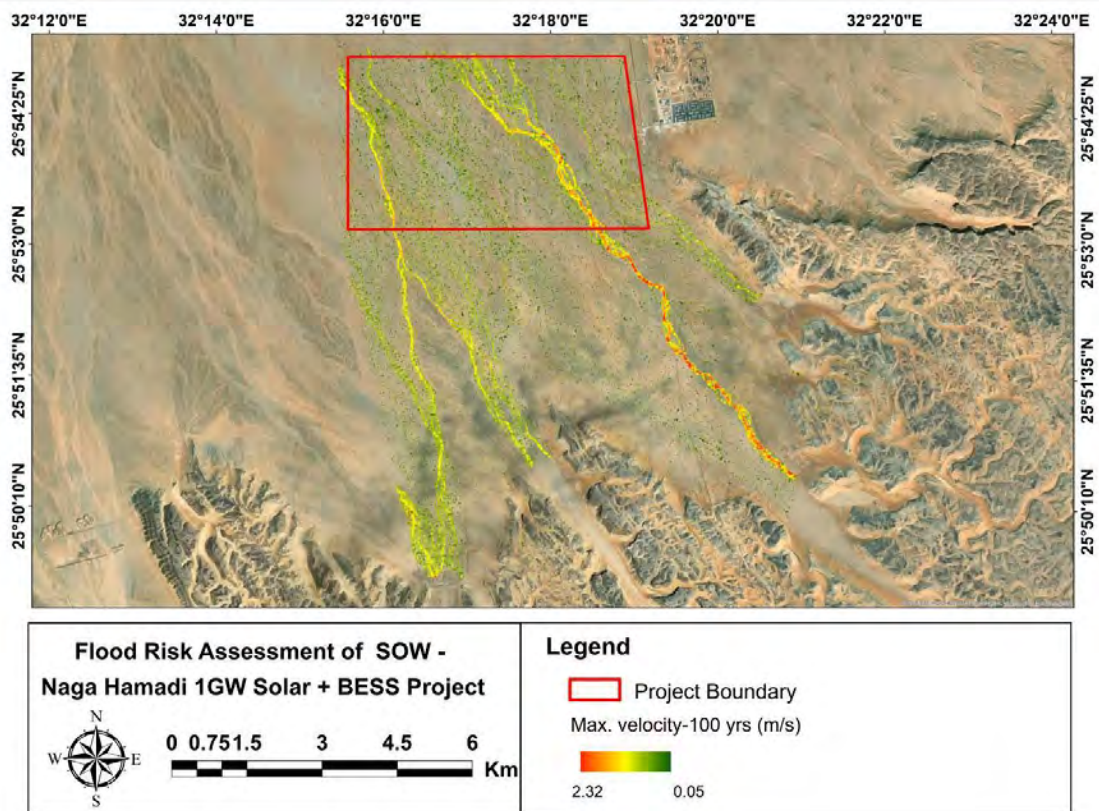 32°12'0"E 32°14'0"E 32°16'0"E 32°18'0"E 32°20'0"E 32°22'0"E 32°24'0"E
25°54'25"N 25°54'25"N
25°53'0"N 25°53'0"N
25°51'35"N 25°51'35"N
25°50'10"N 25°50'10"N
Flood Risk Assessment of SOW -
Naga Hamadi 1GW Solar + BESS Project
N
W E
S
0 0.75 1.5 3 4.5 6
Km
Legend
Project Boundary
Max. velocity-100 yrs (m/s)
2.32 0.05